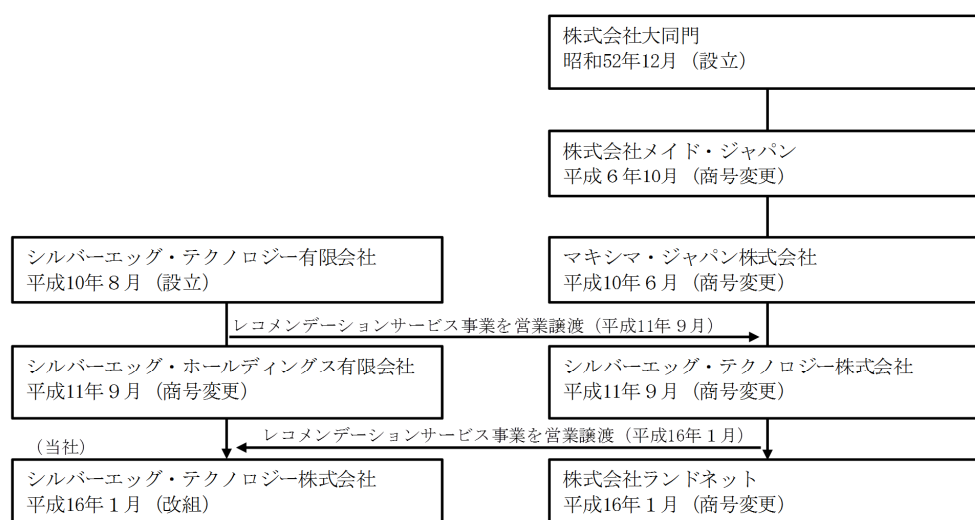 株式会社大同門
昭和52年12月（設立）
株式会社メイド・ジャパン
平成６年10月（商号変更）
シルバーエッグ・テクノロジー有限会社
平成10年８月（設立）
マキシマ・ジャパン株式会社
平成10年６月（商号変更）
レコメンデーションサービス事業を営業譲渡（平成11年９月）
シルバーエッグ・ホールディングス有限会社
平成11年９月（商号変更）
シルバーエッグ・テクノロジー株式会社
平成11年９月（商号変更）
レコメンデーションサービス事業を営業譲渡（平成16年１月）
（当社）
シルバーエッグ・テクノロジー株式会社
平成16年１月（改組）
株式会社ランドネット
平成16年１月（商号変更）